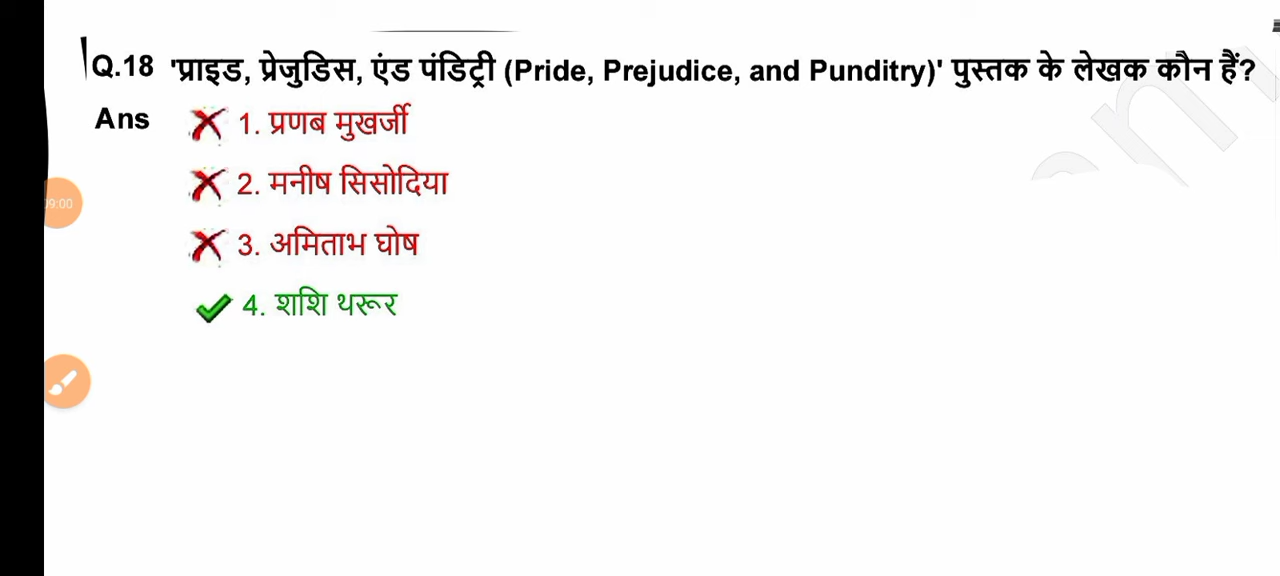 Q.18 'प्राइड, प्रेजुडिस, एंड पंडिट्री (Pride, Prejudice, and Punditry)' पुस्तक के लेखक कौन हैं?
Ans 1. प्रणब मुखर्जी
2. मनीष सिसोदिया
3. अमिताभ घोष
4. शशि थरूर